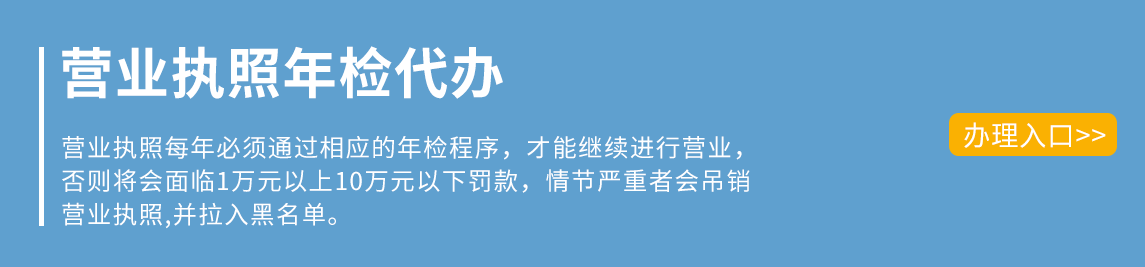 营业执照年检代办
营业执照每年必须通过相应的年检程序，才能继续进行营业，
否则将会面临1万元以上10万元以下罚款，情节严重者会吊销
营业执照,并拉入黑名单。
办理入口>>